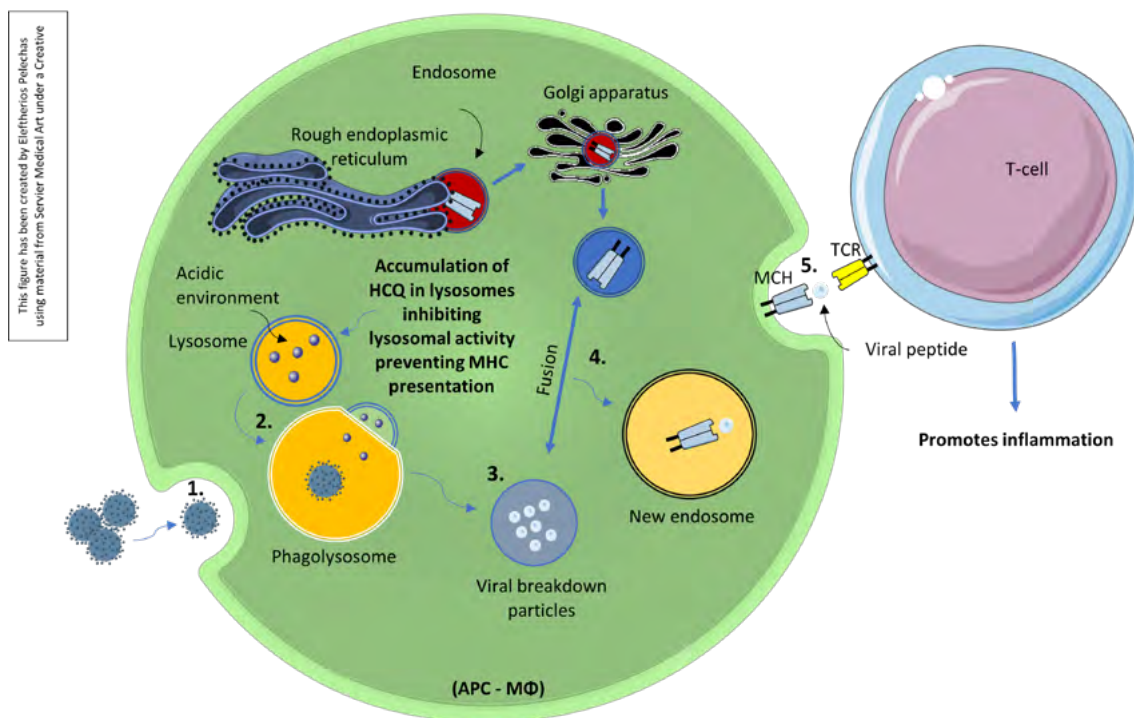 This figure has been created by Eleftherios Pelechas
using material from Servier Medical Art under a Creative
Endosome
Golgi apparatus
Rough endoplasmic
reticulum
T-cell
Acidic
environment
Lysosome
Accumulation of
HCQ in lysosomes
inhibiting
lysosomal activity
preventing MHC
presentation
MCH
5.
TCR
Viral peptide
Fusion
4.
2.
Promotes inflammation
1.
3.
Phagolysosome
New endosome
Viral breakdown
particles
(APC - MΦ)